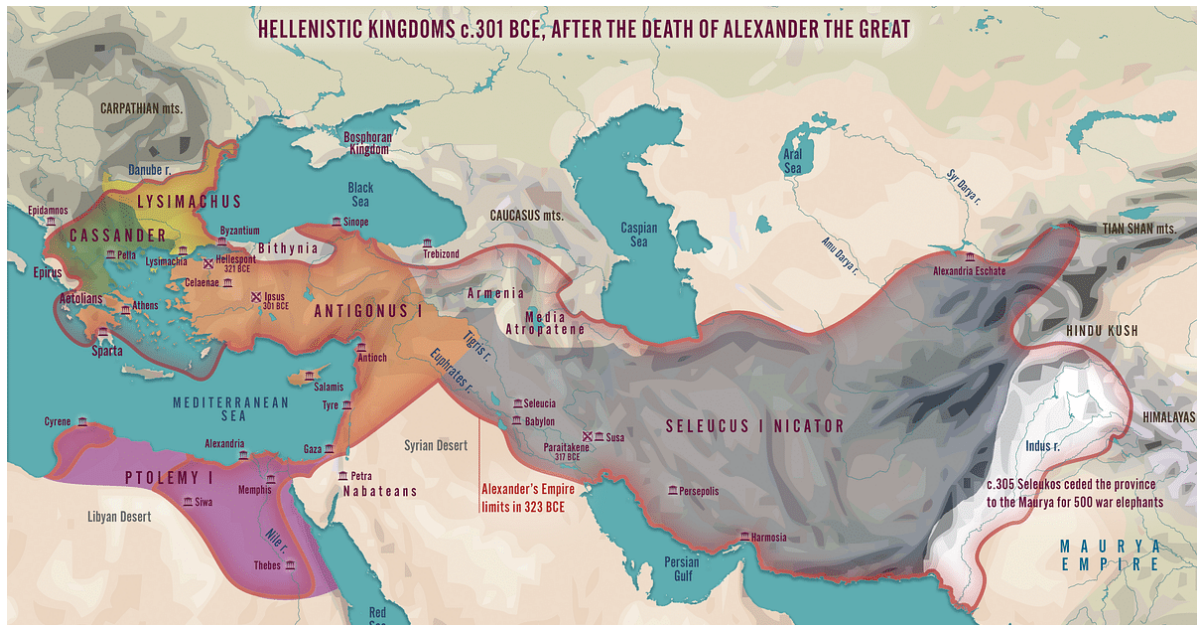 HELLENISTIC KINGDOMS c.301 BCE, AFTER THE DEATH OF ALEXANDER THE GREAT
CARPATHIAN mts.
Danube r.
Bosphoran
Kingdom
Black
Sea
Aral
Sea
Syr Darya r.
Amu Darya r.
Caspian
Sea
CAUCASUS mts.
TIAN SHAN mts.
Epidamnos
LYSIMACHUS
CASSANDER
Byzantium
Sinope
Bithynia
Trebizond
Pella
Lysimachia
Hellespont
321 BCE
Epirus
Celaenae
Ipsus
301 BCE
Aetolians
Athens
Sparta
ANTIGONUS I
Armenia
Media
Atropatene
Alexandria Eschate
HINDU KUSH
Tigris r.
Euphrates r.
Antioch
Salamis
MEDITERRANEAN
SEA
Tyre
Cyrene
Alexandria
Gaza
Syrian Desert
Seleucia
Babylon
Paraitakene
317 BCE
Susa
SELEUCUS I NICATOR
HIMALAYAS
Indus r.
PTOLEMY I
Memphis
Siwa
Petra
Nabateans
Libyan Desert
Nile r.
Thebes
Alexander's Empire
limits in 323 BCE
Persepolis
Harmosia
Persian
Gulf
Red
Sea
c.305 Seleukos ceded the province
to the Maurya for 500 war elephants
MAURYA
EMPIRE